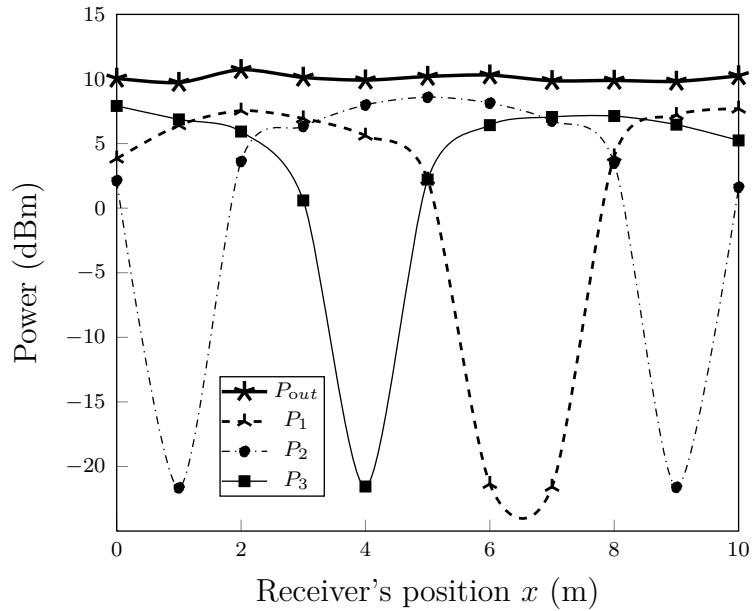 15
10
5
0
−5
−10
−15
−20
Power (dBm)
P_out
P_1
P_2
P_3
0 2 4 6 8 10
Receiver's position x (m)